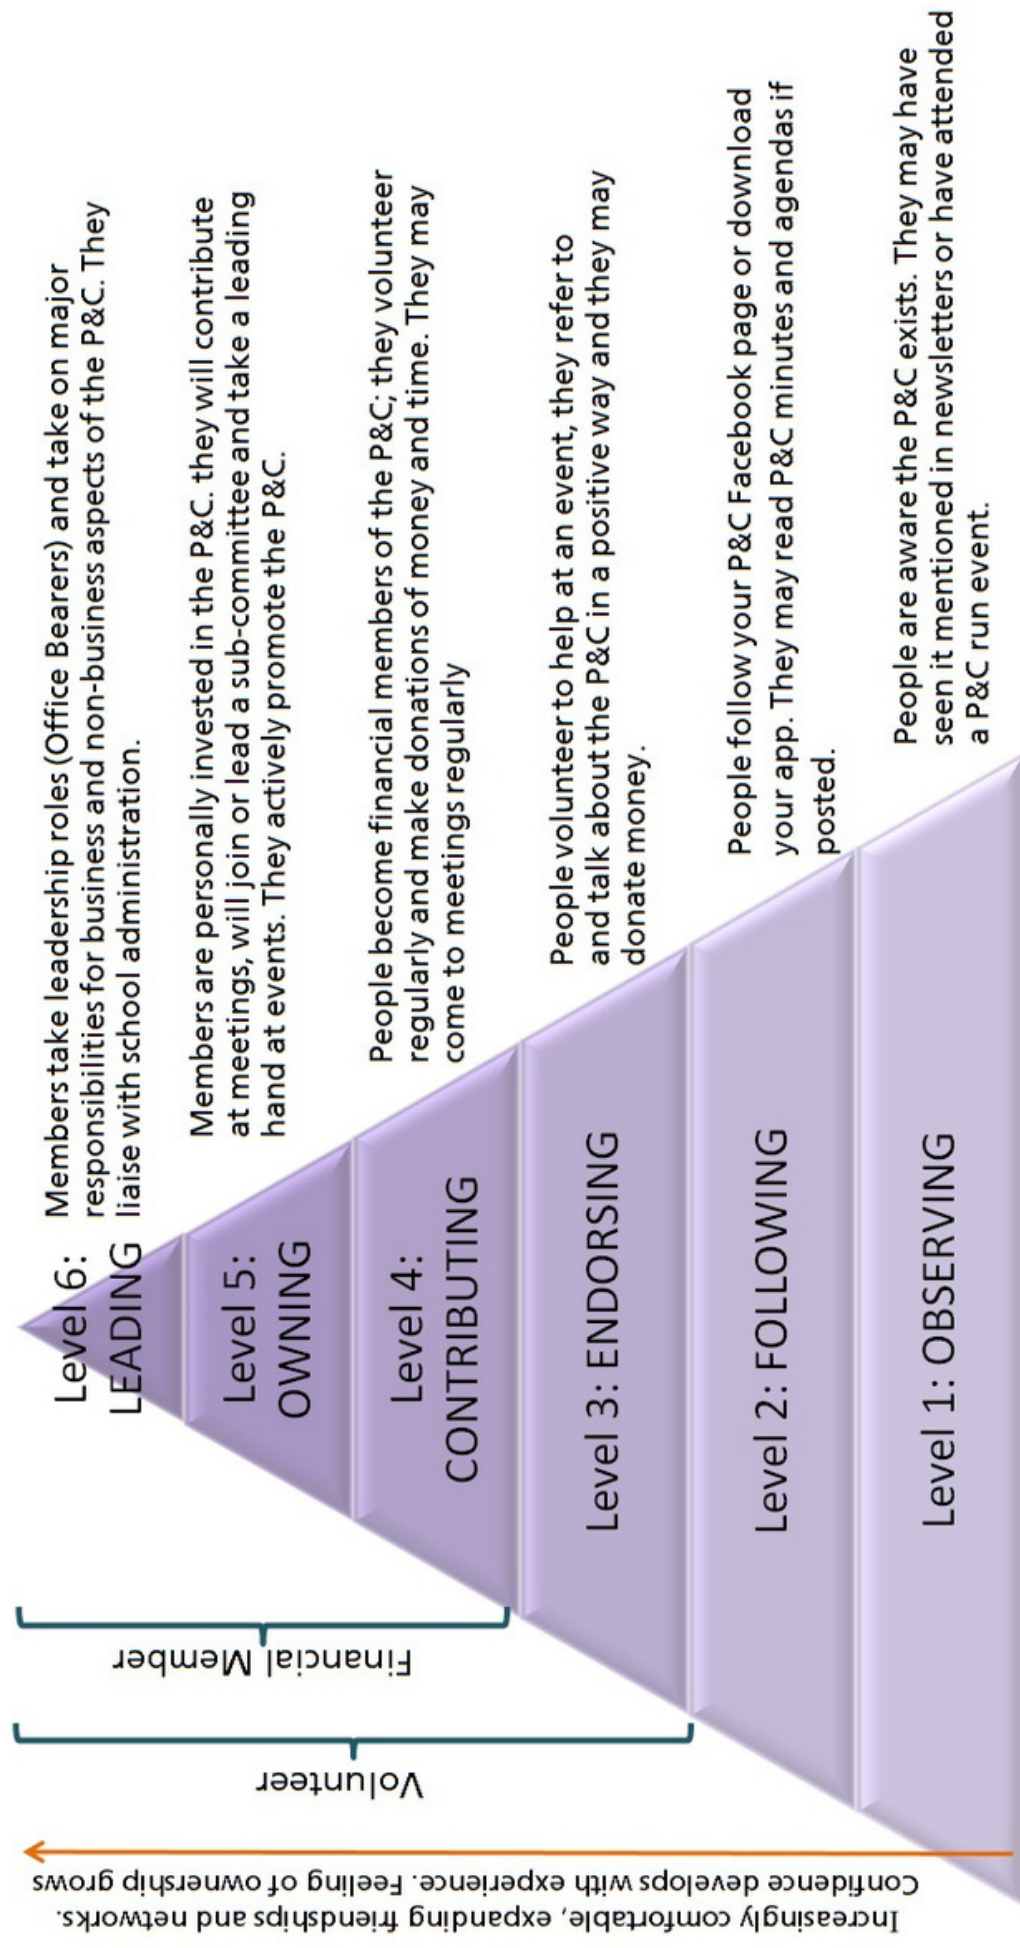 Level 6:
LEADING
Members take leadership roles (Office Bearers) and take on major
responsibilities for business and non-business aspects of the P&C. They
liaise with school administration.
Level 5:
OWNING
Members are personally invested in the P&C. they will contribute
at meetings, will join or lead a sub-committee and take a leading
hand at events. They actively promote the P&C.
Level 4:
CONTRIBUTING
People become financial members of the P&C; they volunteer
regularly and make donations of money and time. They may
come to meetings regularly
Level 3: ENDORSING
People volunteer to help at an event, they refer to
and talk about the P&C in a positive way and they may
donate money.
Level 2: FOLLOWING
People follow your P&C Facebook page or download
your app. They may read P&C minutes and agendas if
posted.
Level 1: OBSERVING
People are aware the P&C exists. They may have
seen it mentioned in newsletters or have attended
a P&C run event.
Financial Member
Volunteer
Increasingly comfortable, expanding friendships and networks.
Confidence develops with experience. Feeling of ownership grows